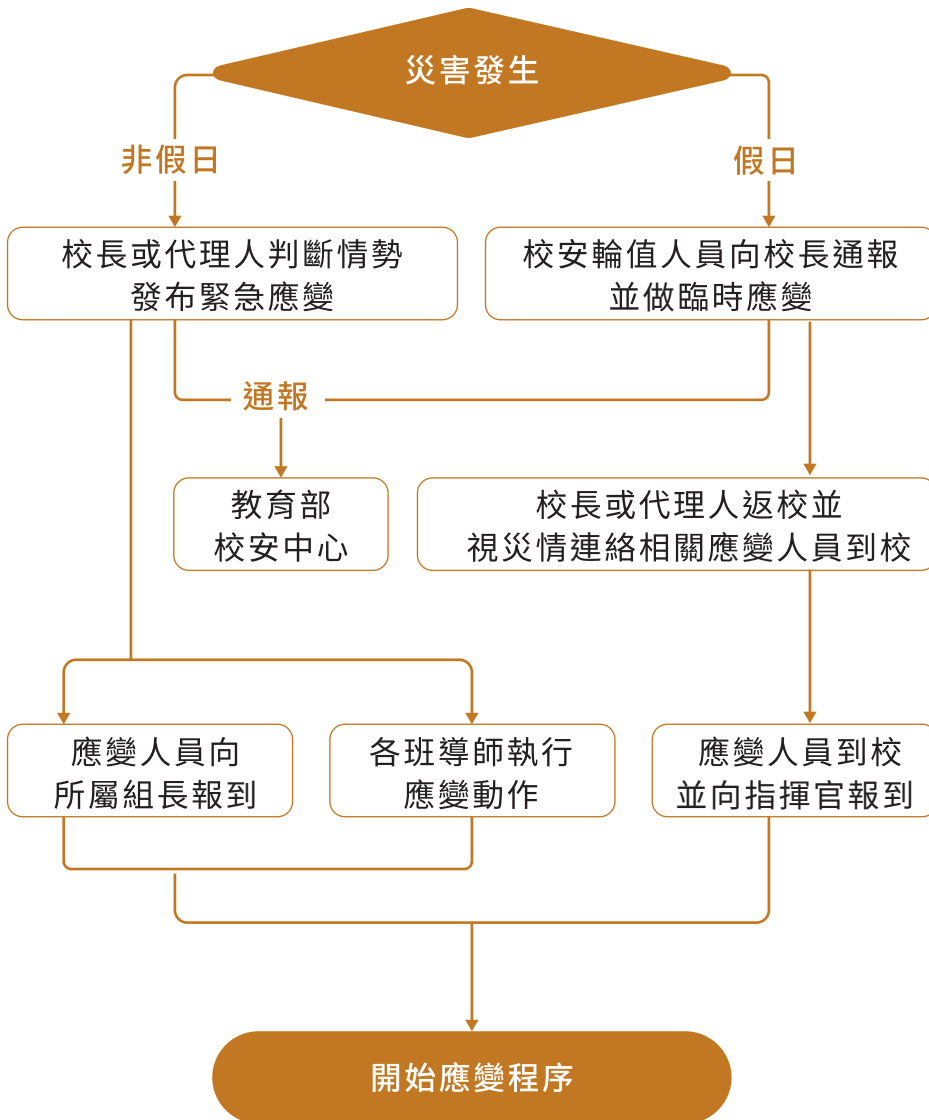 災害發生
非假日
假日
校長或代理人判斷情勢
發布緊急應變
校安輪值人員向校長通報
並做臨時應變
通報
教育部
校安中心
校長或代理人返校並
視災情連絡相關應變人員到校
應變人員向
所屬組長報到
各班導師執行
應變動作
應變人員到校
並向指揮官報到
開始應變程序